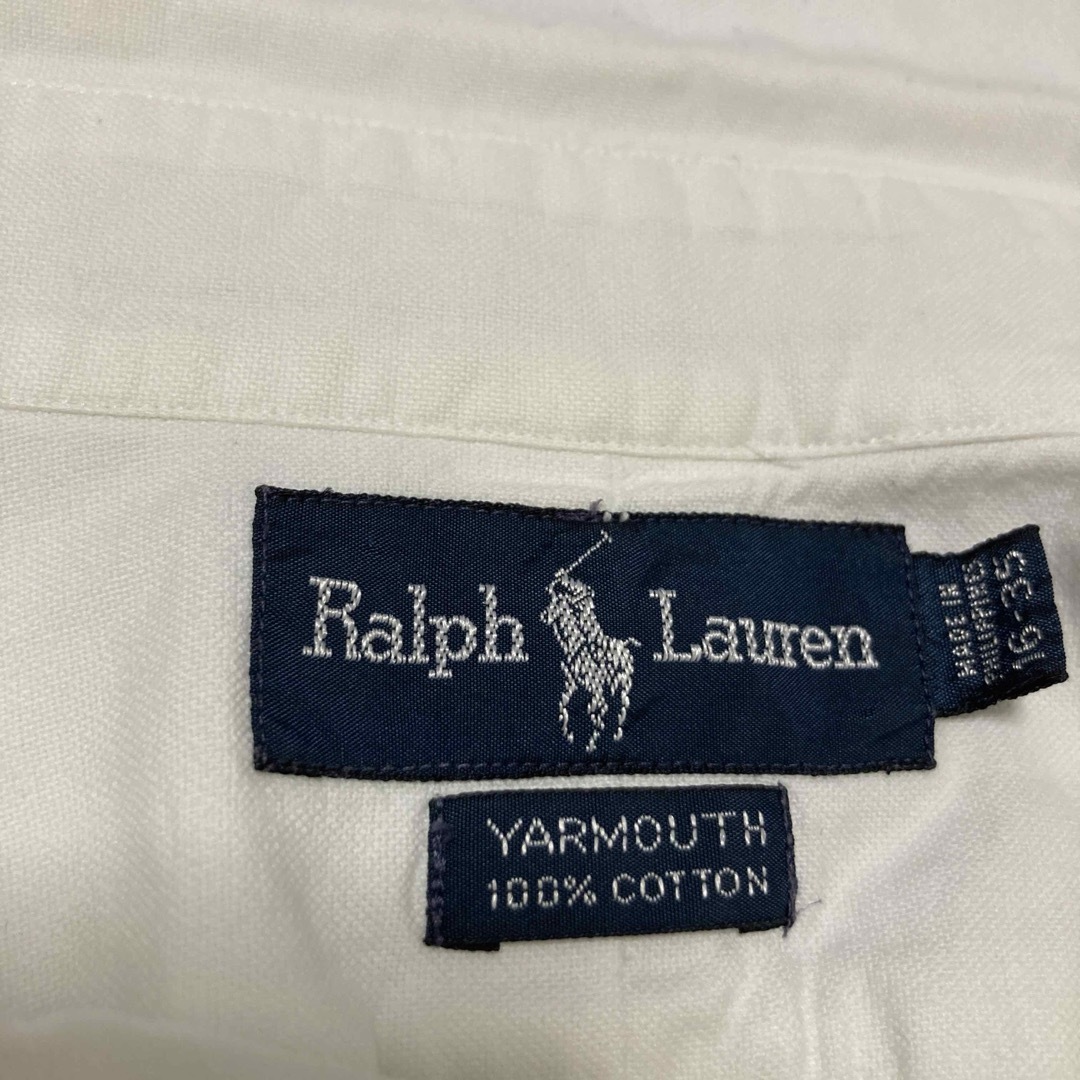 Ralph Lauren
MADE IN
PHILIPPINES
16-35
YARMOUTH
100% COTTON